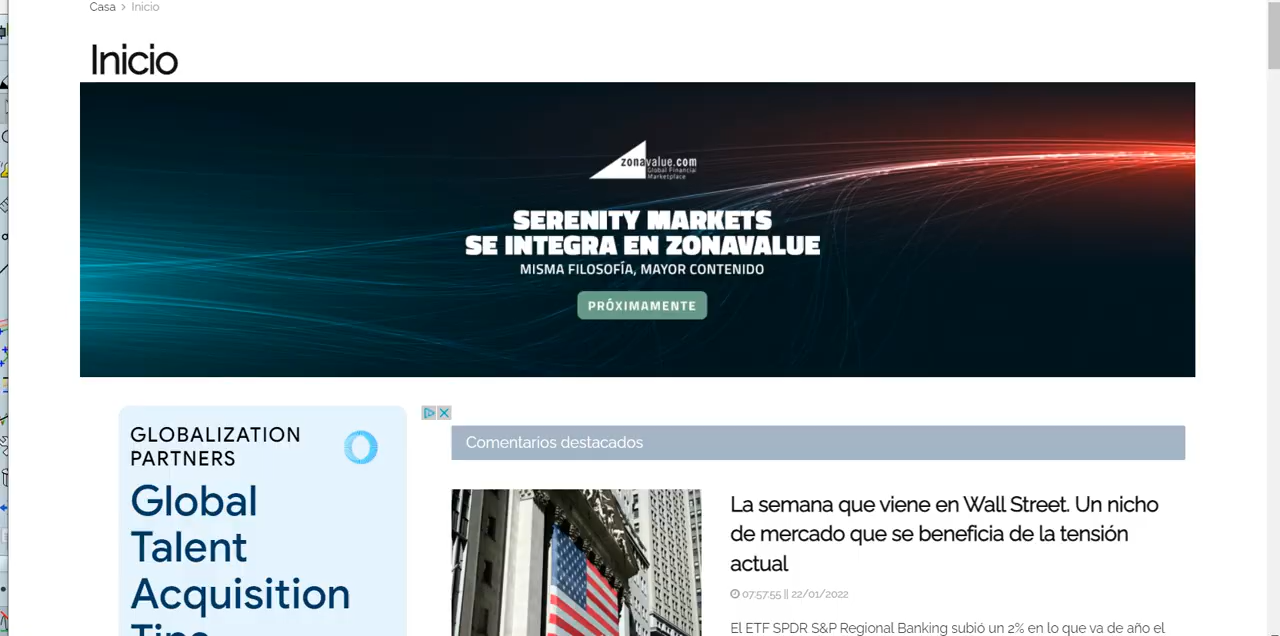 Casa > Inicio
Inicio
zonavalue.com
Global Financial
Marketplace
SERENITY MARKETS
SE INTEGRA EN ZONAVALUE
MISMA FILOSOFÍA, MAYOR CONTENIDO
PRÓXIMAMENTE
GLOBALIZATION
PARTNERS
Global
Talent
Acquisition
Comentarios destacados
La semana que viene en Wall Street. Un nicho
de mercado que se beneficia de la tensión
actual
07:57:55 || 22/01/2022
El ETF SPDR S&P Regional Banking subió un 2% en lo que va de año el